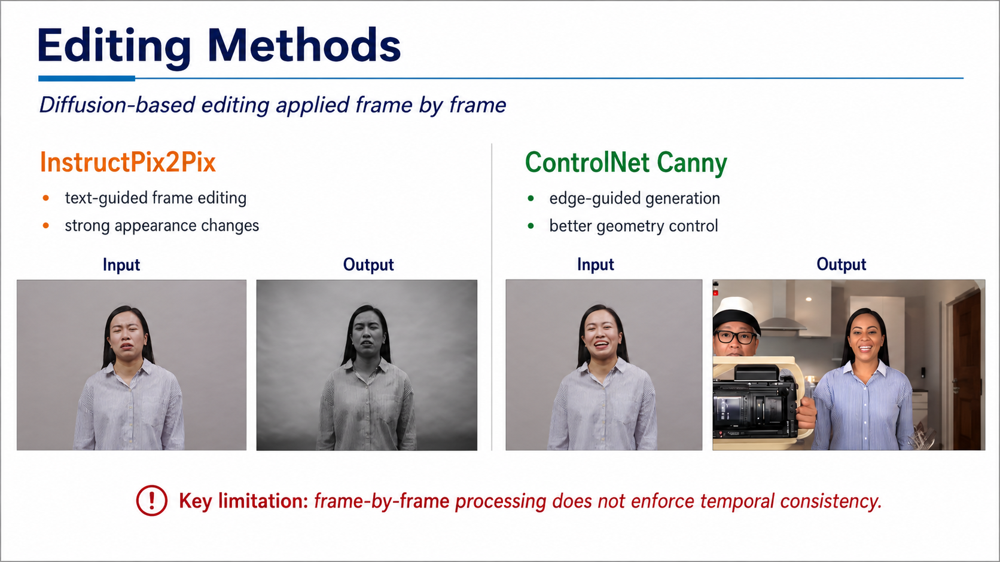 Editing Methods
Diffusion-based editing applied frame by frame
InstructPix2Pix
• text-guided frame editing
• strong appearance changes
Input
Output
ControlNet Canny
• edge-guided generation
• better geometry control
Input
Output
Key limitation: frame-by-frame processing does not enforce temporal consistency.